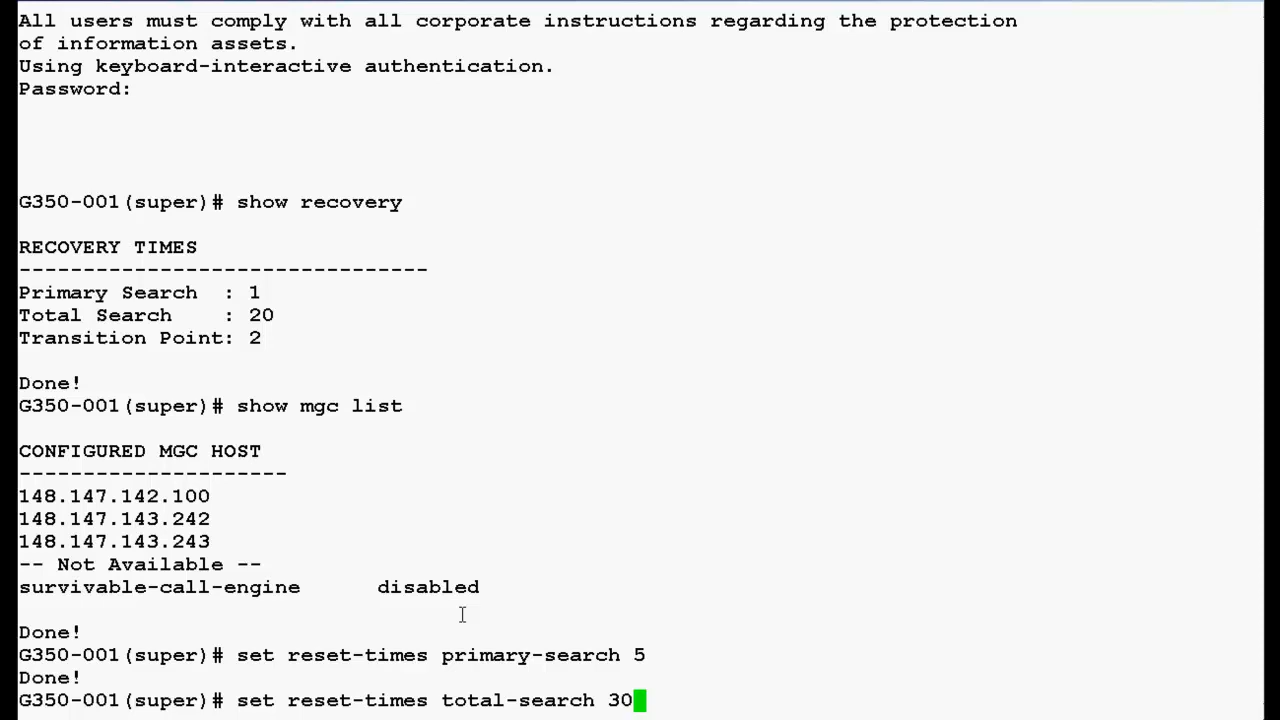 All users must comply with all corporate instructions regarding the protection
of information assets.
Using keyboard-interactive authentication.
Password:
G350-001(super)# show recovery
RECOVERY TIMES
--------------------------------
Primary Search  : 1
Total Search    : 20
Transition Point: 2
Done!
G350-001(super)# show mgc list
CONFIGURED MGC HOST
---------------------
148.147.142.100
148.147.143.242
148.147.143.243
-- Not Available --
survivable-call-engine      disabled
Done!
G350-001(super)# set reset-times primary-search 5
Done!
G350-001(super)# set reset-times total-search 30